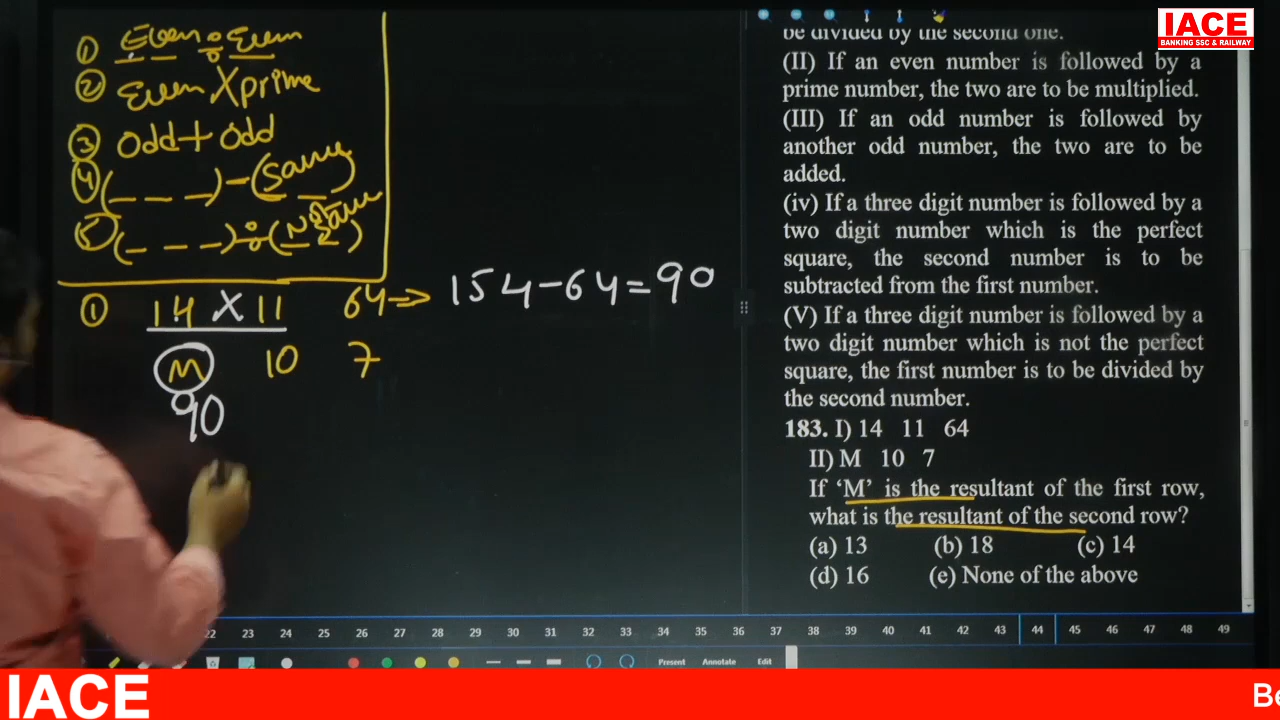 IACE
BANKING SSC & RAILWAY
① Even ÷ Even
② Even X prime
③ odd + odd
④ (_ _ _) - (Same)
⑤ (_ _ _) ÷ (Not Same)
① 14 X 11 64 ⇒ 154-64=90
M 10 7
90
be divided by the second one.
(II) If an even number is followed by a
prime number, the two are to be multiplied.
(III) If an odd number is followed by
another odd number, the two are to be
added.
(iv) If a three digit number is followed by a
two digit number which is the perfect
square, the second number is to be
subtracted from the first number.
(V) If a three digit number is followed by a
two digit number which is not the perfect
square, the first number is to be divided by
the second number.
183. I) 14 11 64
II) M 10 7
If ‘M’ is the resultant of the first row,
what is the resultant of the second row?
(a) 13 (b) 18 (c) 14
(d) 16 (e) None of the above
22 23 24 25 26 27 28 29 30 31 32 33 34 35 36 37 38 39 40 41 42 43 44 45 46 47 48 49
Present Annotate Edit
IACE
Be